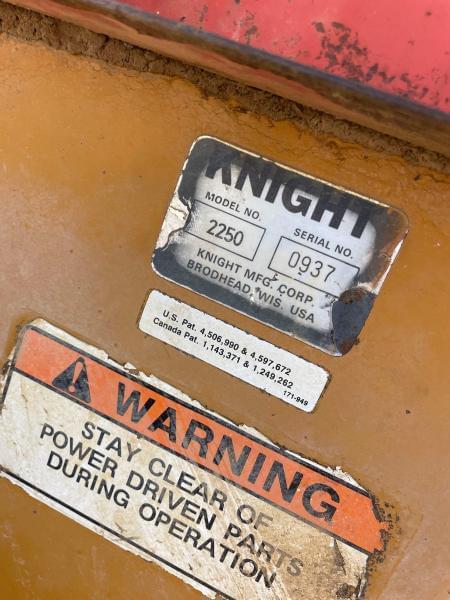 KNIGHT
MODEL NO. SERIAL NO.
2250 0937
KNIGHT MFG. CORP.
BRODHEAD, WIS. USA
U.S. Pat. 4,506,990 & 4,597,672
Canada Pat. 1,143,371 & 1,249,262
171-949
WARNING
STAY CLEAR OF
POWER DRIVEN PARTS
DURING OPERATION